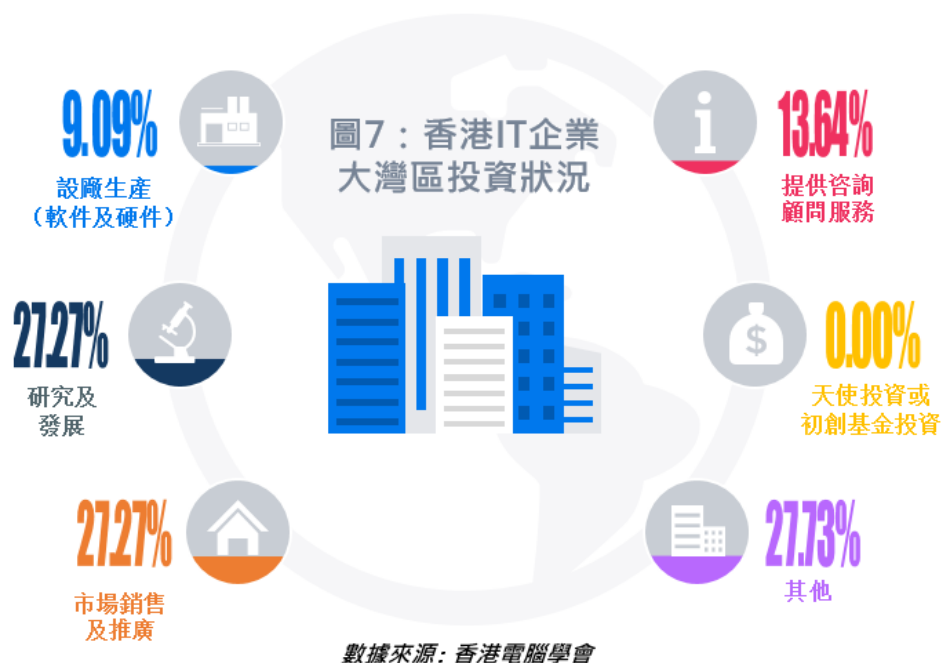 圖7：香港IT企業
大灣區投資狀況
9.09%
設廠生產
（軟件及硬件）
27.27%
研究及
發展
27.27%
市場銷售
及推廣
13.64%
提供咨詢
顧問服務
$
0.00%
天使投資或
初創基金投資
27.73%
其他
數據來源：香港電腦學會